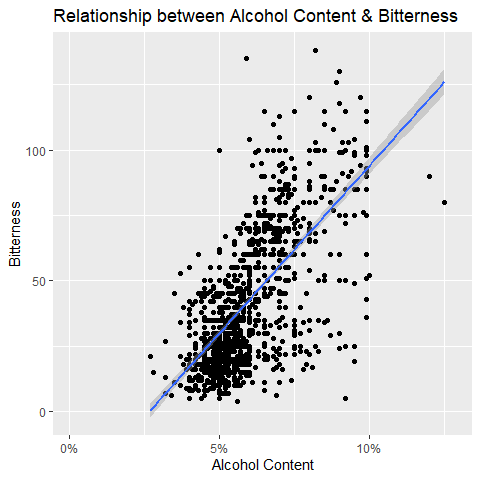 Relationship between Alcohol Content & Bitterness
Bitterness
100
50
0
0%
5%
10%
Alcohol Content